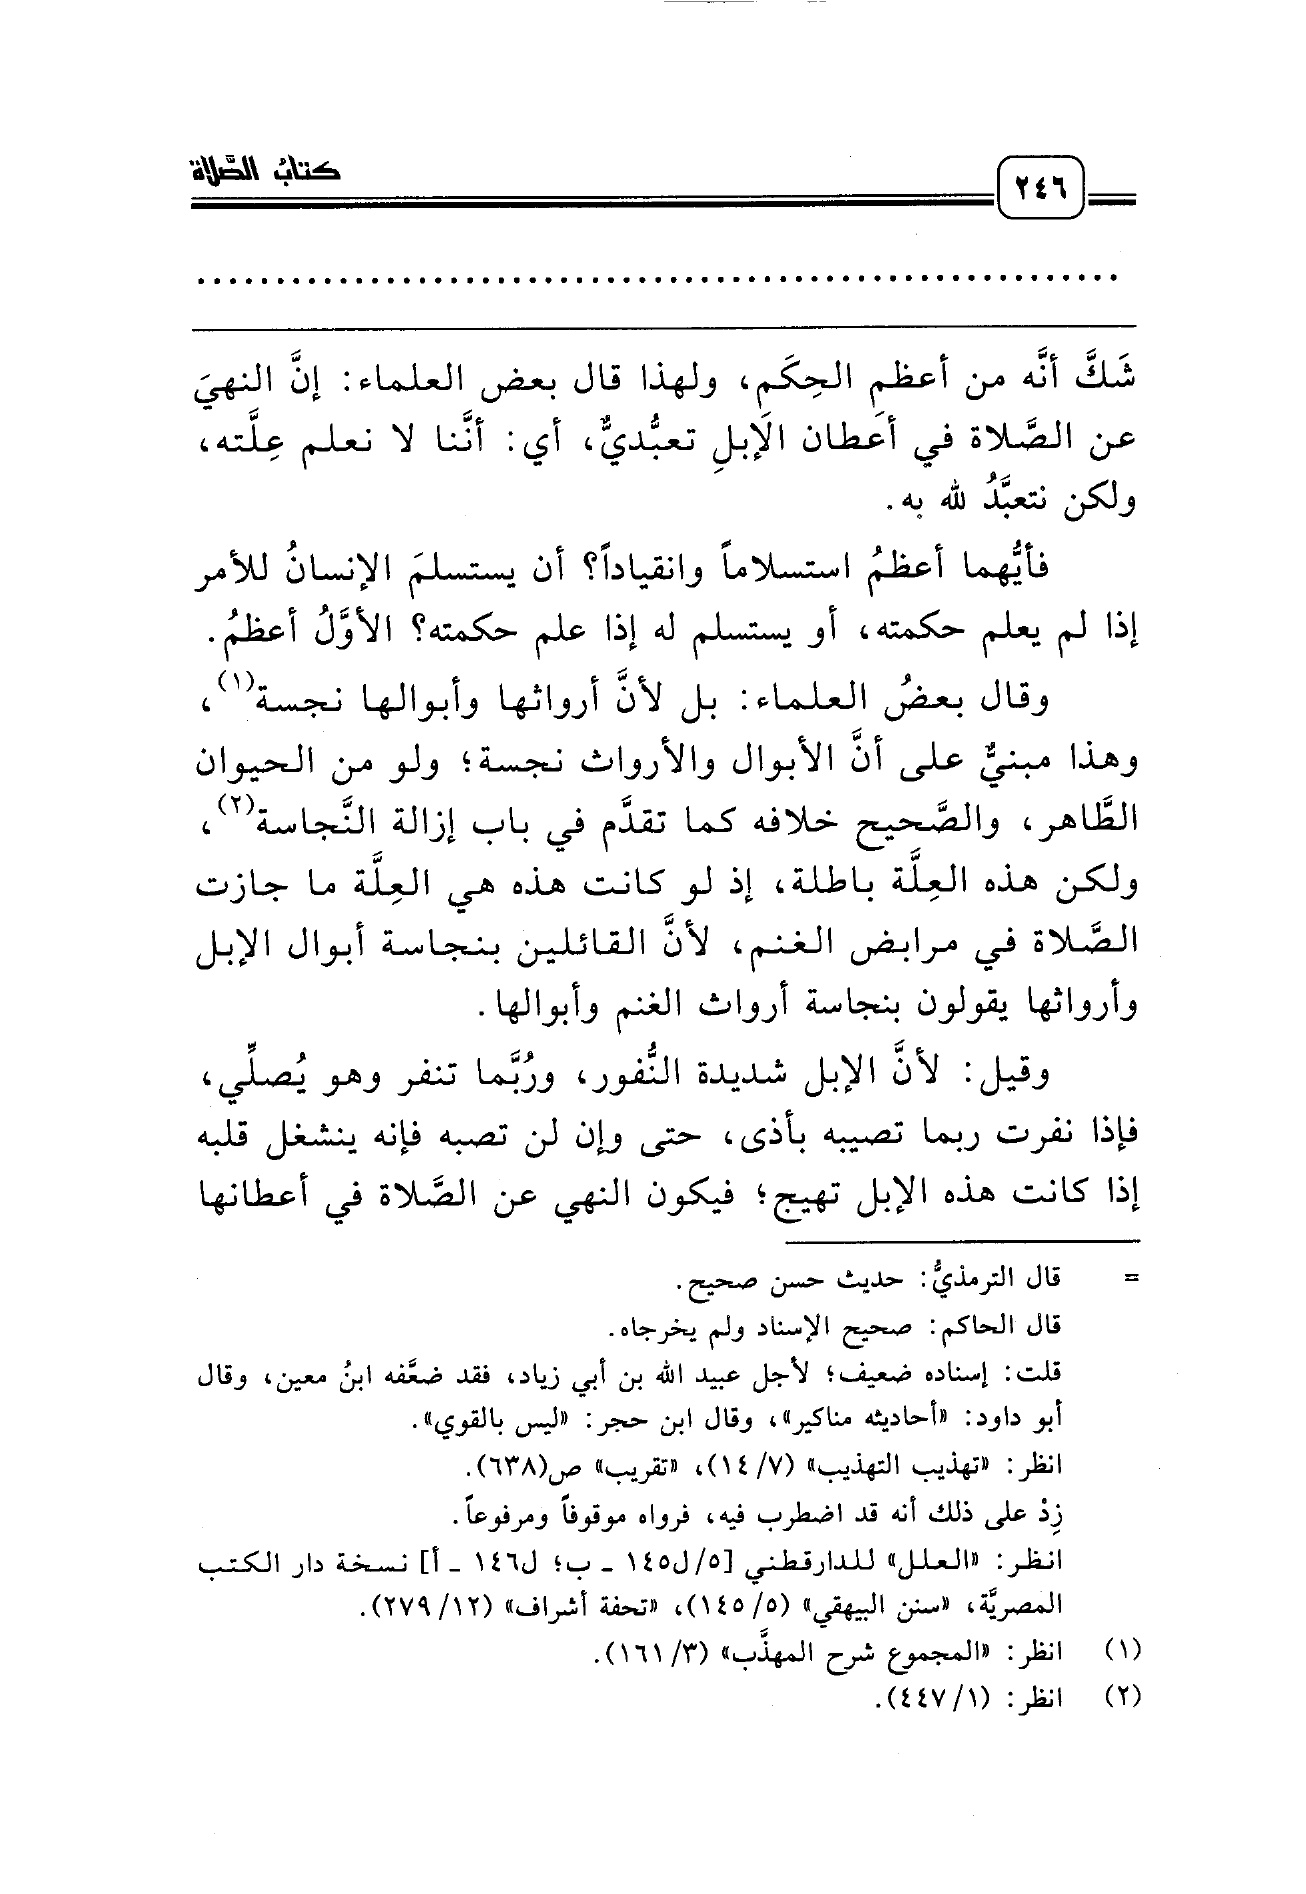 ٢٤٦ كتابُ الصَّلاة
................................................................
شَكَّ أنَّه من أعظم الحِكَم، ولهذا قال بعض العلماء: إنَّ النهيَ
عن الصَّلاة في أَعطان الَإبلِ تعبُّديٌّ، أي: أنَّنا لا نعلم عِلَّته،
ولكن نتعبَّدُ لله به.
فأيُّهما أعظمُ استسلاماً وانقياداً؟ أن يستسلمَ الإنسانُ للأمر
إذا لم يعلم حكمته، أو يستسلم له إذا علم حكمته؟ الأوَّلُ أعظمُ.
وقال بعضُ العلماء: بل لأنَّ أرواثها وأبوالها نجسة(١)،
وهذا مبنيٌّ على أنَّ الأبوال والأرواث نجسة؛ ولو من الحيوان
الطَّاهر، والصَّحيح خلافه كما تقدَّم في باب إزالة النَّجاسة(٢)،
ولكن هذه العِلَّة باطلة، إذ لو كانت هذه هي العِلَّة ما جازت
الصَّلاة في مرابض الغنم، لأنَّ القائلين بنجاسة أبوال الإبل
وأرواثها يقولون بنجاسة أرواث الغنم وأبوالها.
وقيل: لأنَّ الإبل شديدة النُّفور، ورُبَّما تنفر وهو يُصلِّي،
فإذا نفرت ربما تصيبه بأذى، حتى وإن لن تصبه فإنه ينشغل قلبه
إذا كانت هذه الإبل تهيج؛ فيكون النهي عن الصَّلاة في أعطانها
= قال الترمذيُّ: حديث حسن صحيح.
قال الحاكم: صحيح الإسناد ولم يخرجاه.
قلت: إسناده ضعيف؛ لأجل عبيد الله بن أبي زياد، فقد ضعَّفه ابنُ معين، وقال
أبو داود: «أحاديثه مناكير»، وقال ابن حجر: «ليس بالقوي».
انظر: «تهذيب التهذيب» (٧/ ١٤)، «تقريب» ص(٦٣٨).
زِدْ على ذلك أنه قد اضطرب فيه، فرواه موقوفاً ومرفوعاً.
انظر: «العلل» للدارقطني [٥/ ل١٤٥ ـ ب؛ ل١٤٦ ـ أ] نسخة دار الكتب
المصريَّة، «سنن البيهقي» (٥/ ١٤٥)، «تحفة أشراف» (١٢/ ٢٧٩).
(١) انظر: «المجموع شرح المهذَّب» (٣/ ١٦١).
(٢) انظر: (١/ ٤٤٧).